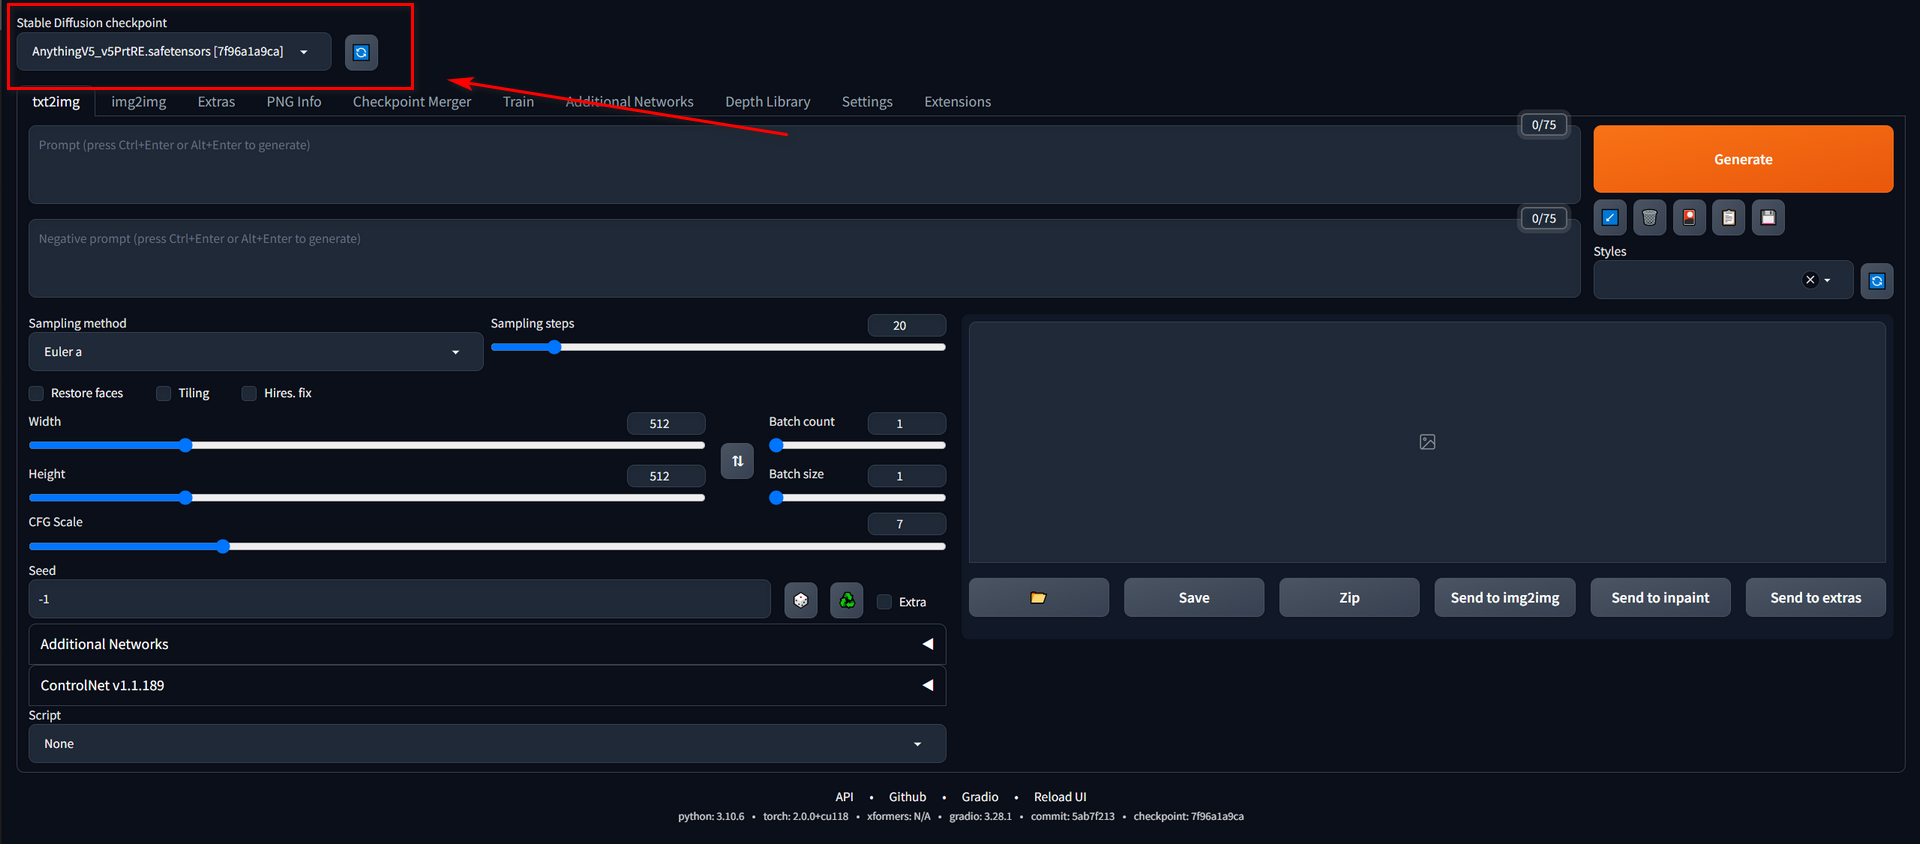 Stable Diffusion checkpoint
AnythingV5_v5PrtRE.safetensors [7f96a1a9ca]
txt2img img2img Extras PNG Info Checkpoint Merger Train Additional Networks Depth Library Settings Extensions
0/75
Prompt (press Ctrl+Enter or Alt+Enter to generate)
Generate
0/75
Negative prompt (press Ctrl+Enter or Alt+Enter to generate)
Styles
Sampling method
Euler a
Sampling steps
20
Restore faces Tiling Hires. fix
Width
512
Batch count
1
Height
512
Batch size
1
CFG Scale
7
Seed
-1
Extra
Save Zip Send to img2img Send to inpaint Send to extras
Additional Networks
ControlNet v1.1.189
Script
None
API • Github • Gradio • Reload UI
python: 3.10.6 • torch: 2.0.0+cu118 • xformers: N/A • gradio: 3.28.1 • commit: 5ab7f213 • checkpoint: 7f96a1a9ca